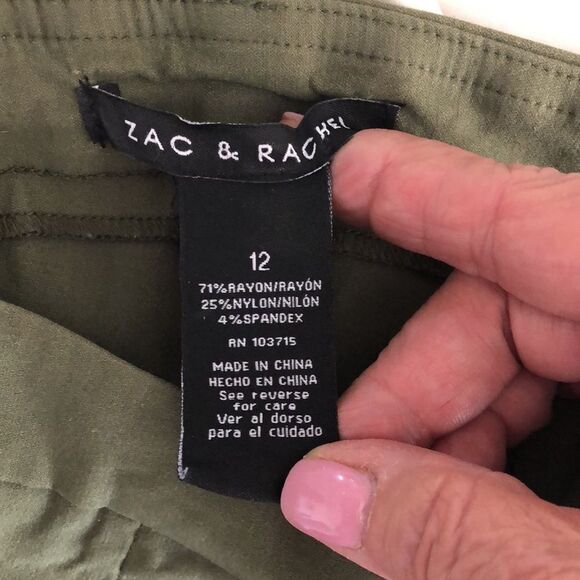 ZAC & RACHEL
12
71%RAYON/RAYÓN
25%NYLON/NILÓN
4%SPANDEX
RN 103715
MADE IN CHINA
HECHO EN CHINA
See reverse
for care
Ver al dorso
para el cuidado